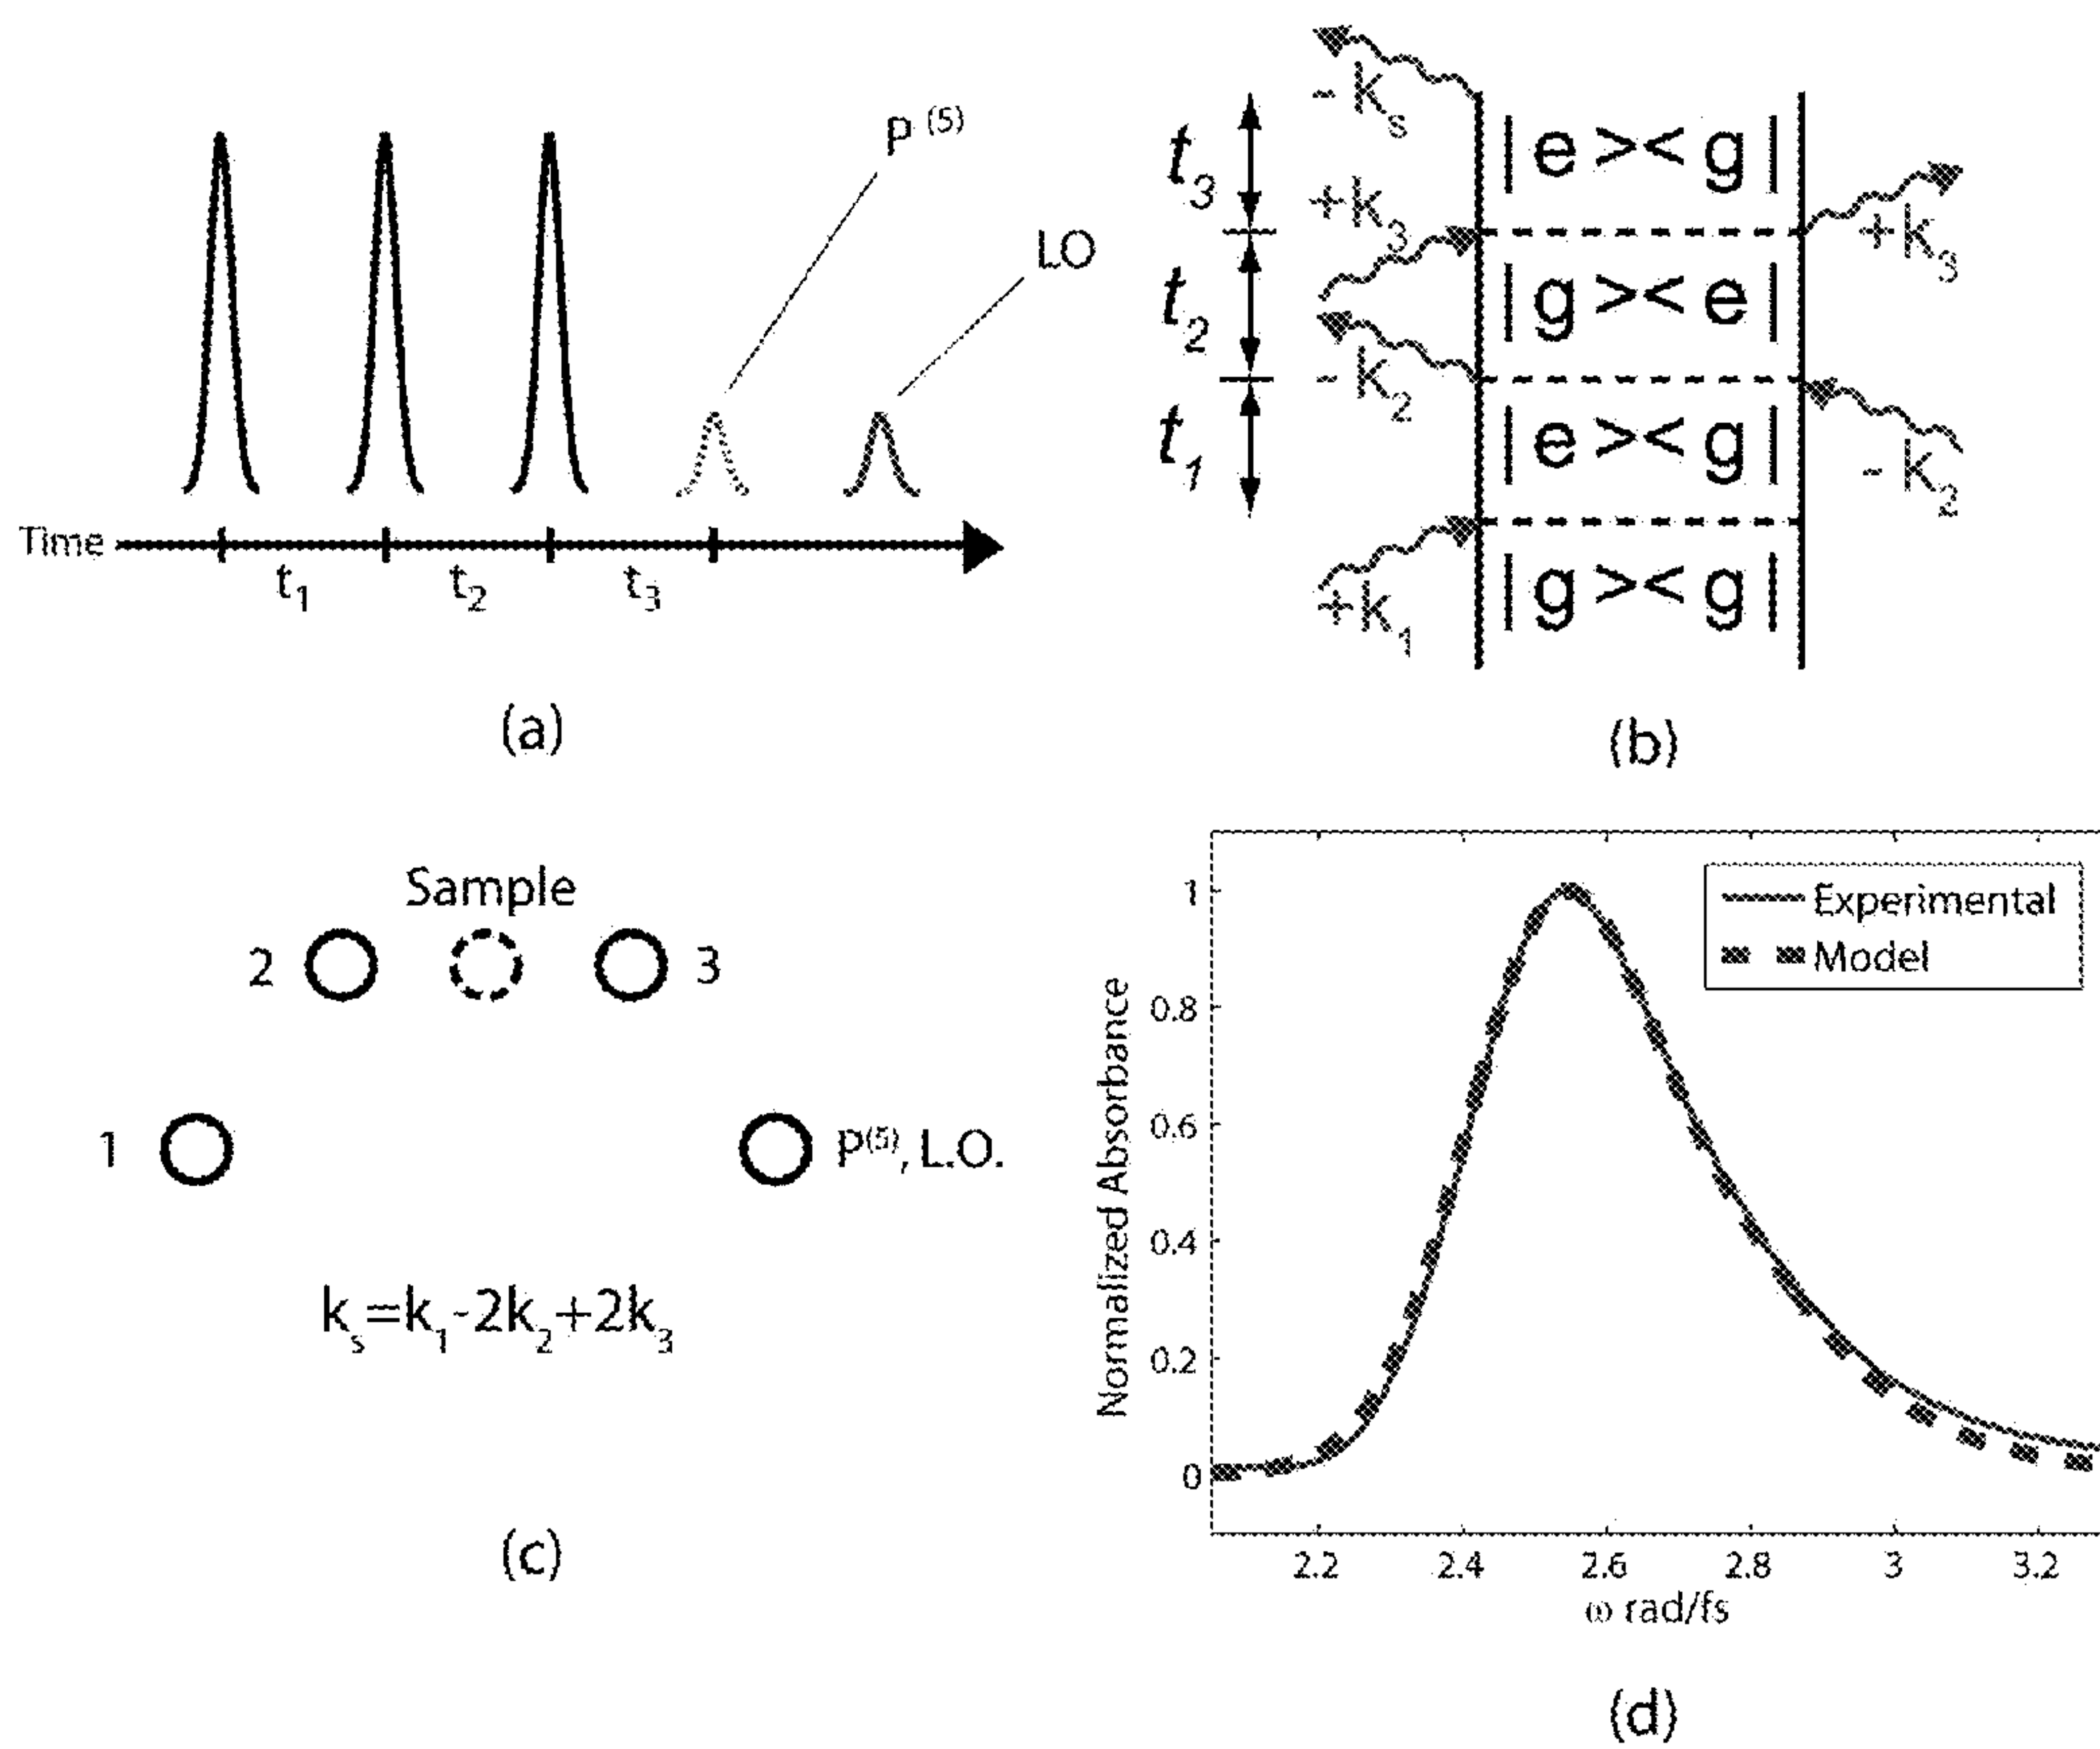 p (5)
LO
Time
t1 t2 t3
(a)
- ks
t3
+k3
|e><g|
+k3
t2
|g><e|
- k2
t1
|e><g|
- k2
+k1
|g><g|
(b)
Sample
2
3
1
p(5), L.O.
ks=k1-2k2+2k3
(c)
Experimental
Model
Normalized Absorbance
1
0.8
0.6
0.4
0.2
0
2.2 2.4 2.6 2.8 3 3.2
ω rad/fs
(d)